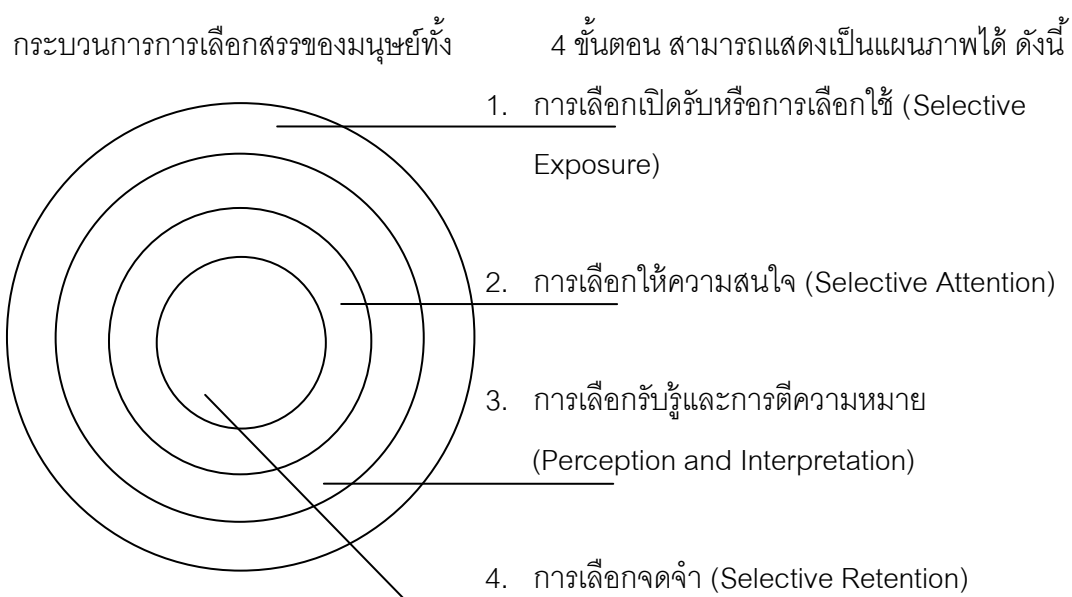 กระบวนการการเลือกสรรของมนุษย์ทั้ง 4 ขั้นตอน สามารถแสดงเป็นแผนภาพได้ ดังนี้
1. การเลือกเปิดรับหรือการเลือกใช้ (Selective
Exposure)
2. การเลือกให้ความสนใจ (Selective Attention)
3. การเลือกรับรู้และการตีความหมาย
(Perception and Interpretation)
4. การเลือกจดจำ (Selective Retention)